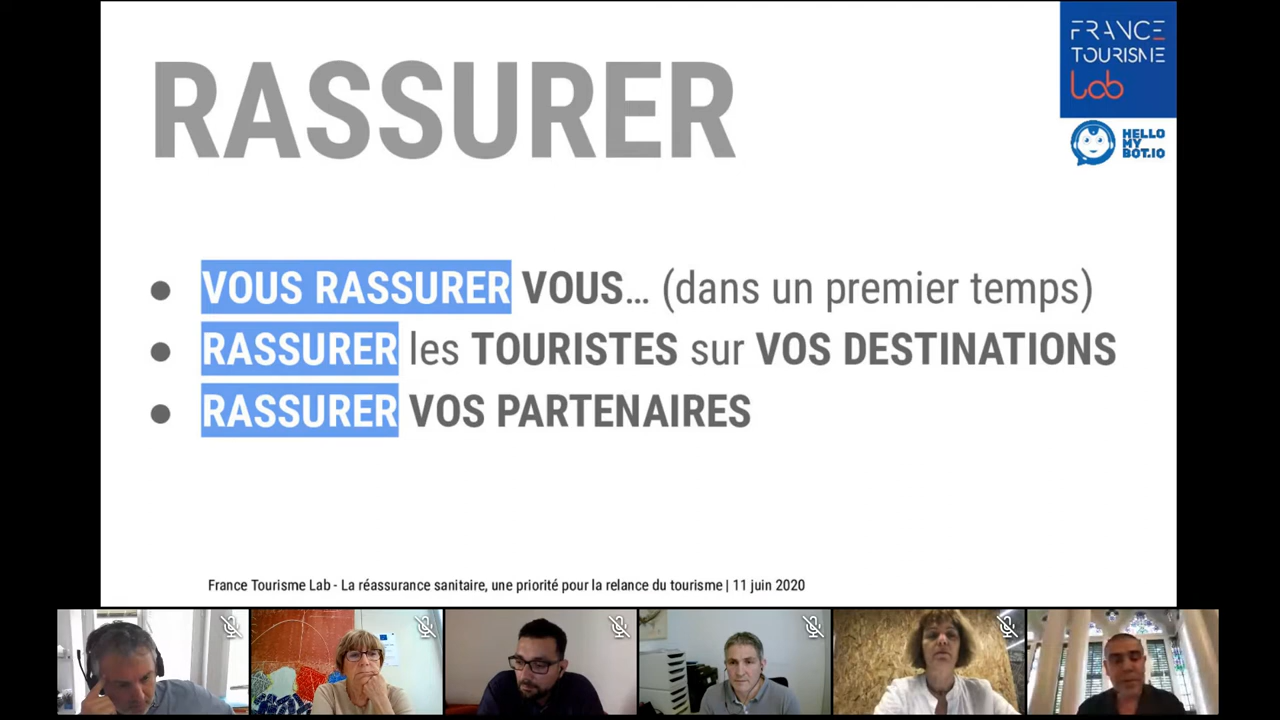 RASSURER
FRANCE
TOURISME
Lab
HELLO
MY
BOT.IO
● VOUS RASSURER VOUS… (dans un premier temps)
● RASSURER les TOURISTES sur VOS DESTINATIONS
● RASSURER VOS PARTENAIRES
France Tourisme Lab - La réassurance sanitaire, une priorité pour la relance du tourisme | 11 juin 2020